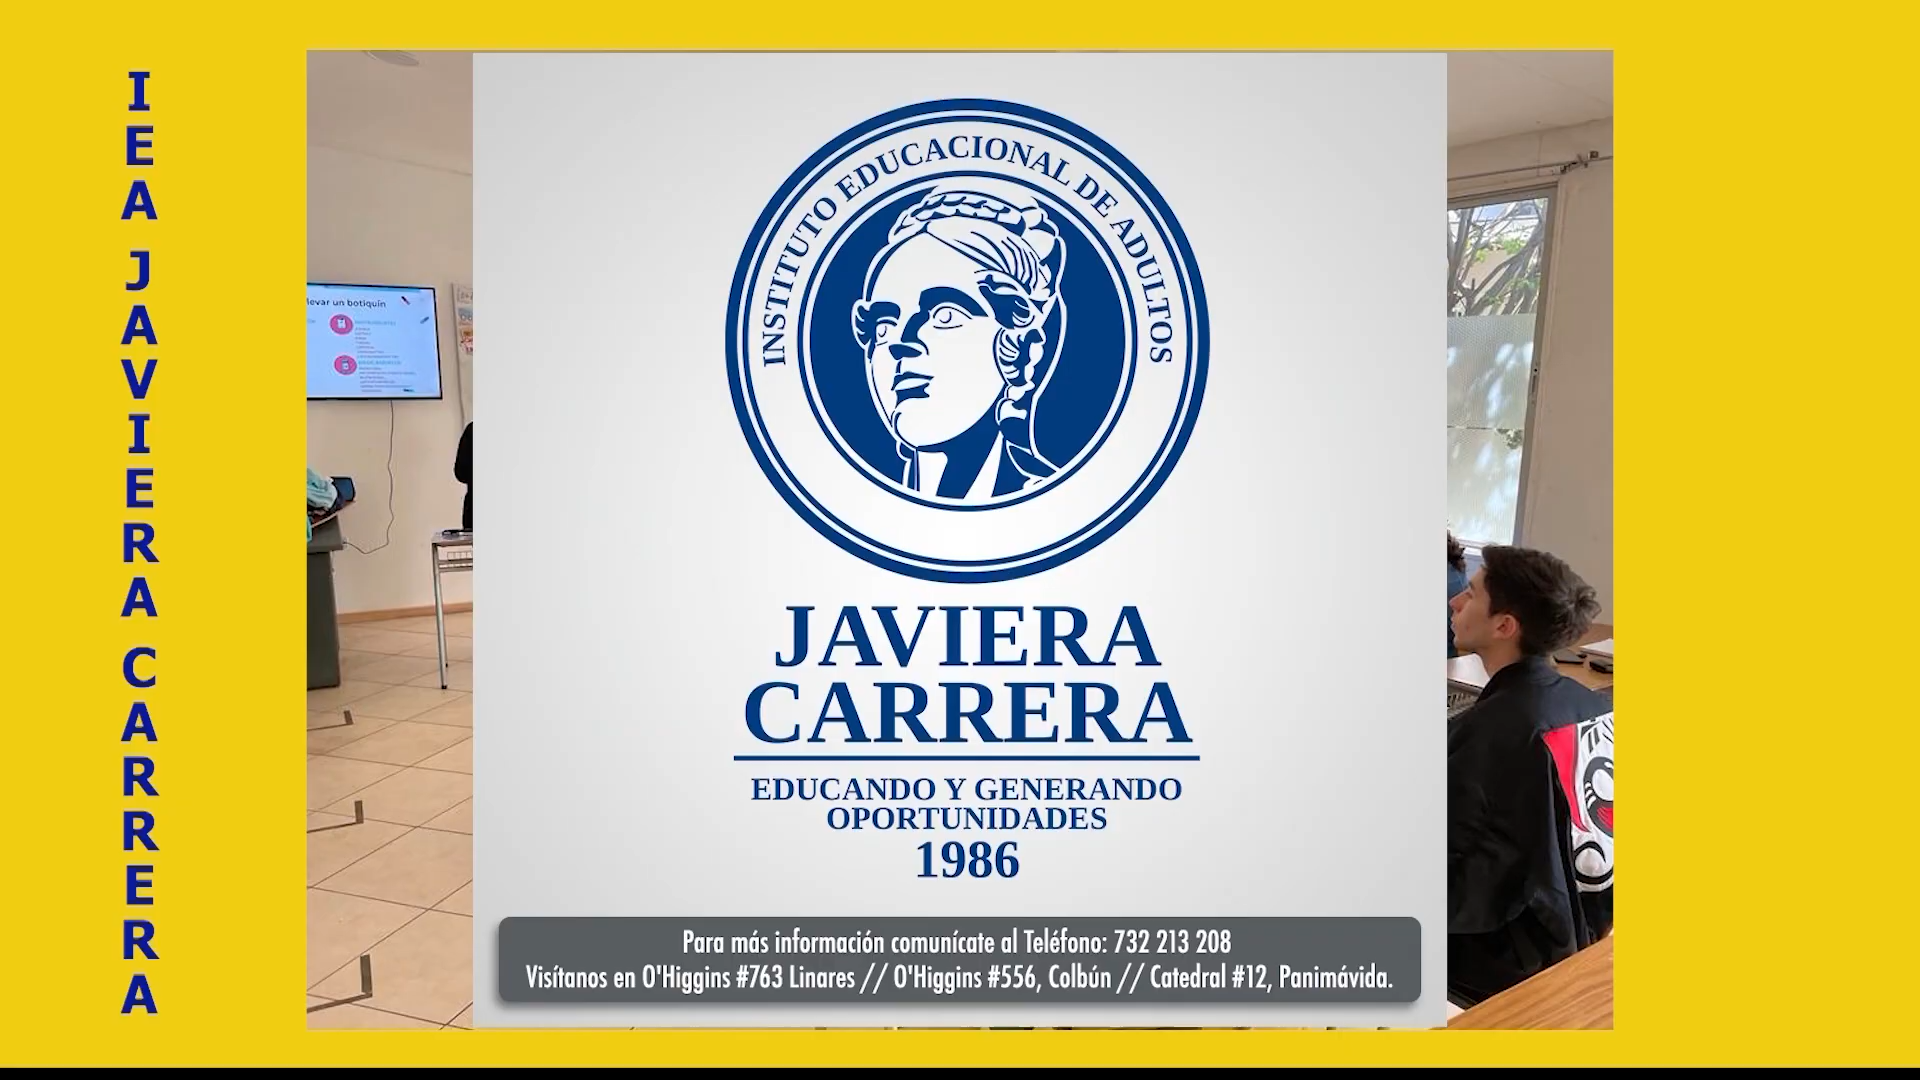 IEA JAVIERA CARRERA
INSTITUTO EDUCACIONAL DE ADULTOS
JAVIERA
CARRERA
EDUCANDO Y GENERANDO
OPORTUNIDADES
1986
Para más información comunícate al Teléfono: 732 213 208
Visítanos en O'Higgins #763 Linares // O'Higgins #556, Colbún // Catedral #12, Panimávida.
un botiquín